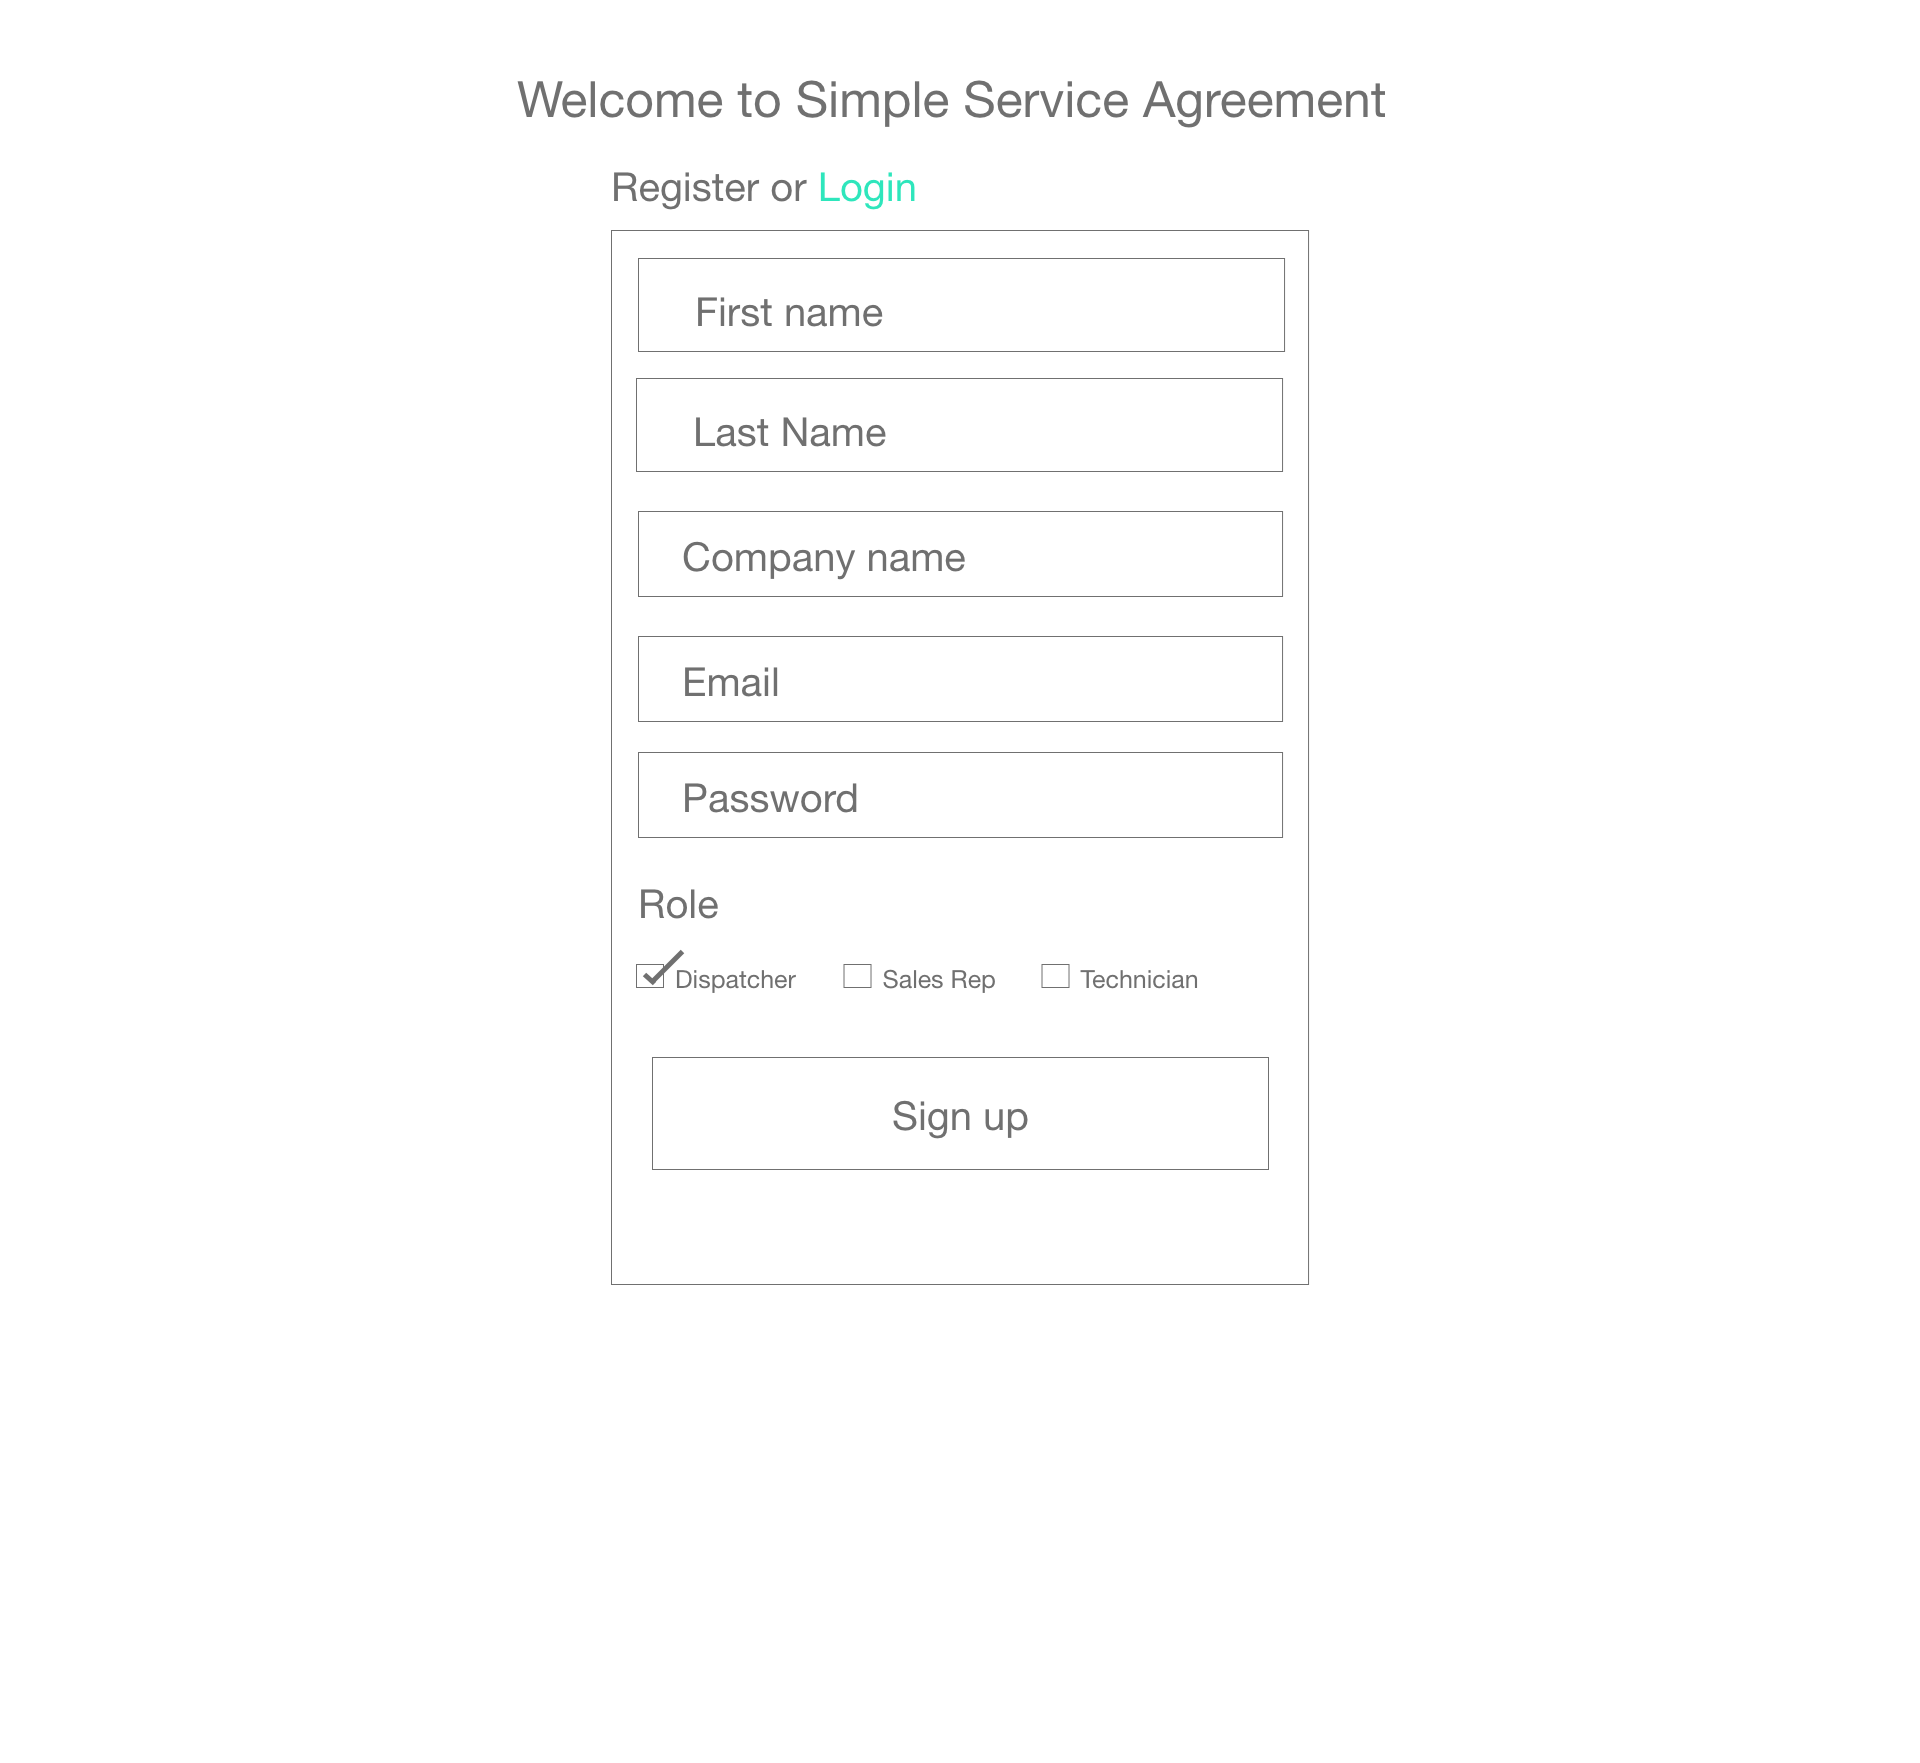 Welcome to Simple Service Agreement
Register or Login
First name
Last Name
Company name
Email
Password
Role
Dispatcher Sales Rep Technician
Sign up